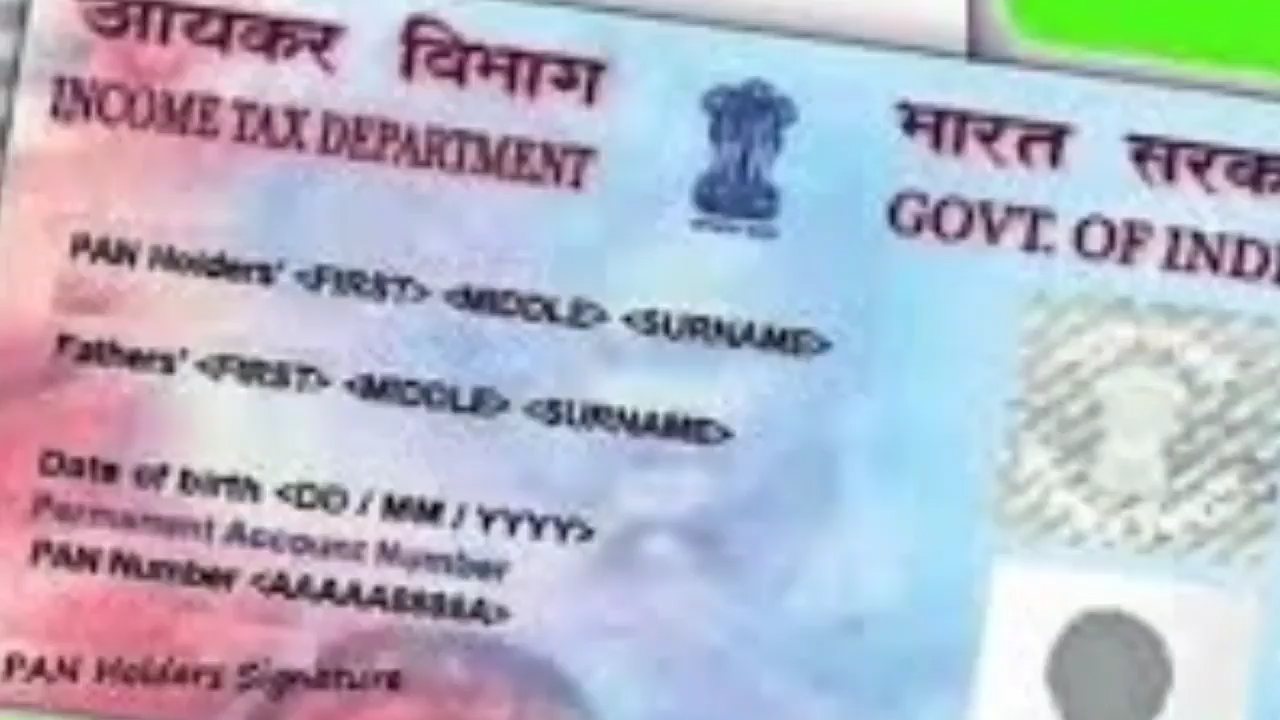 आयकर विभाग
INCOME TAX DEPARTMENT
भारत सरक
GOVT. OF INDI
PAN Holders' <FIRST> <MIDDLE> <SURNAME>
Fathers' <FIRST> <MIDDLE> <SURNAME>
Date of birth <DD / MM / YYYY>
Permanent Account Number
PAN Number <AAAAA8888A>
PAN Holders Signature